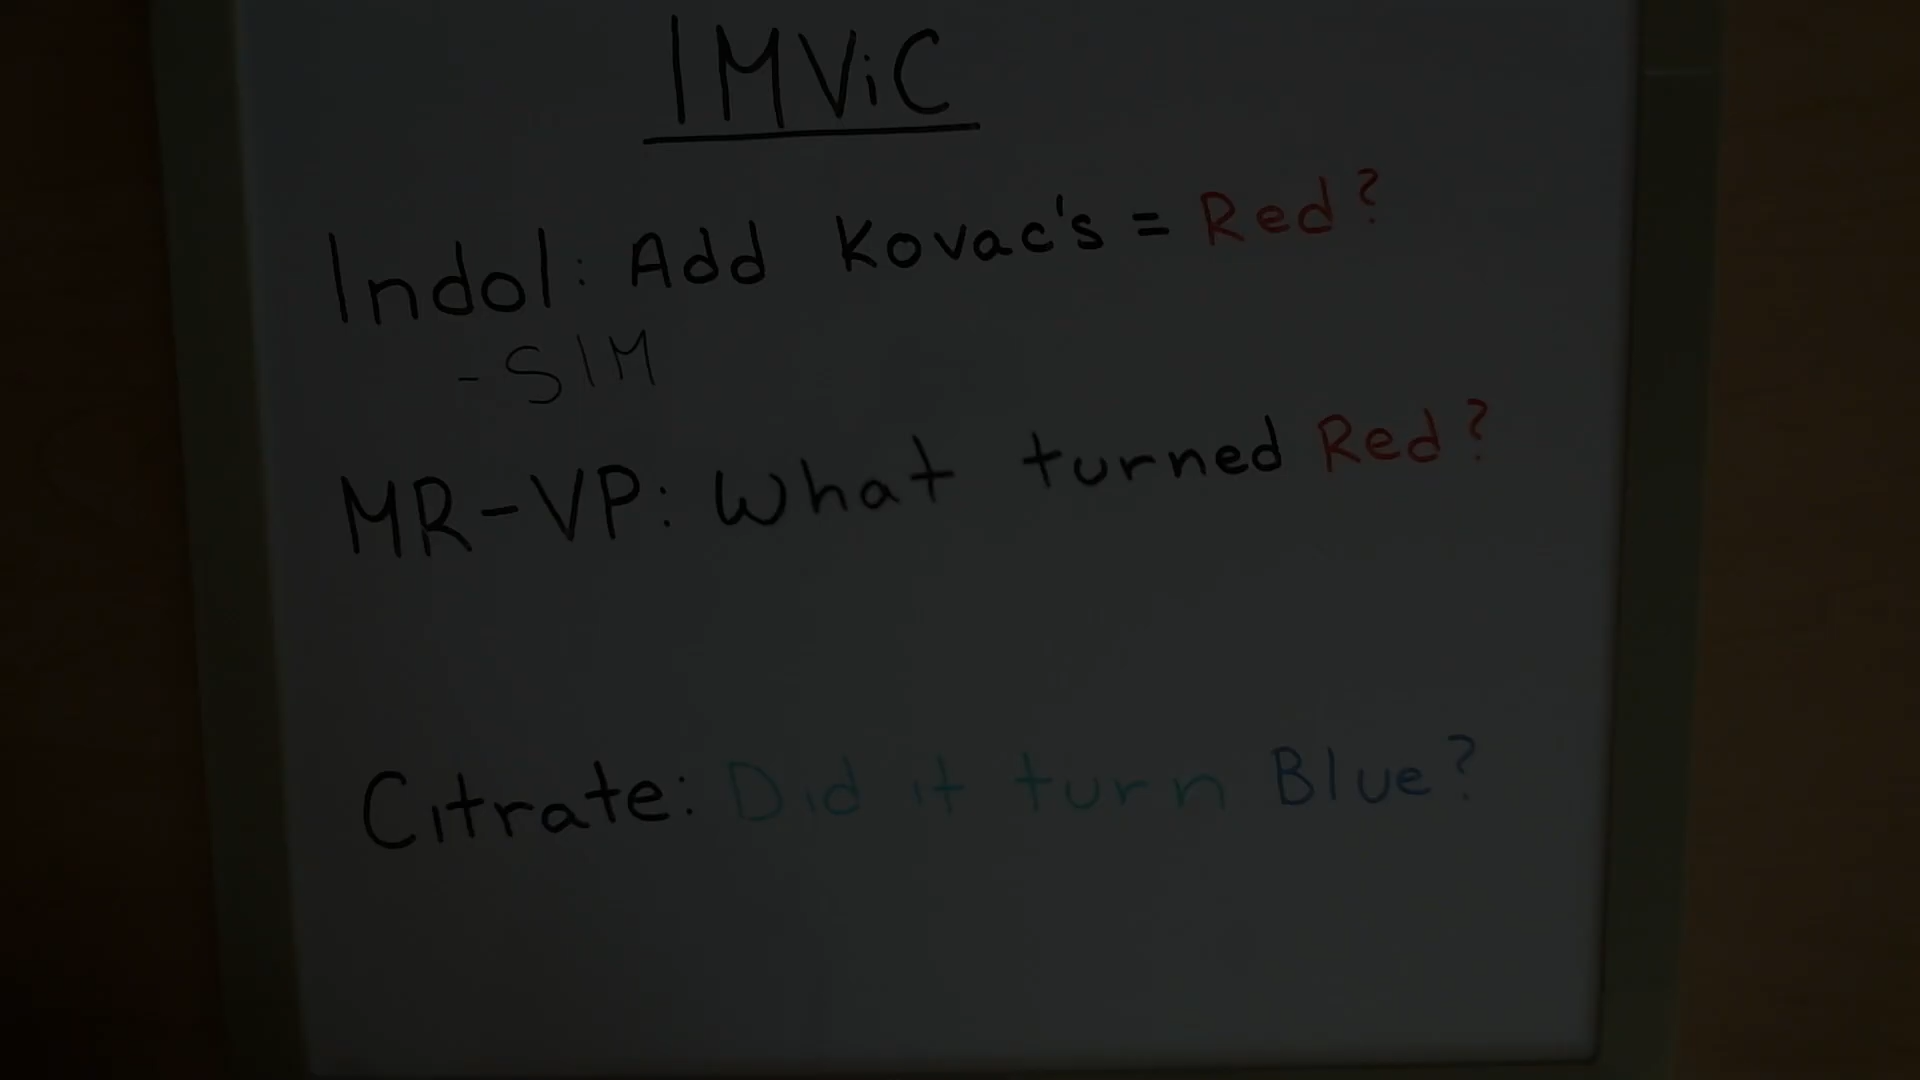 IMViC
Indol: Add Kovac's = Red?
- SIM
MR-VP: What turned Red?
Citrate: Did it turn Blue?